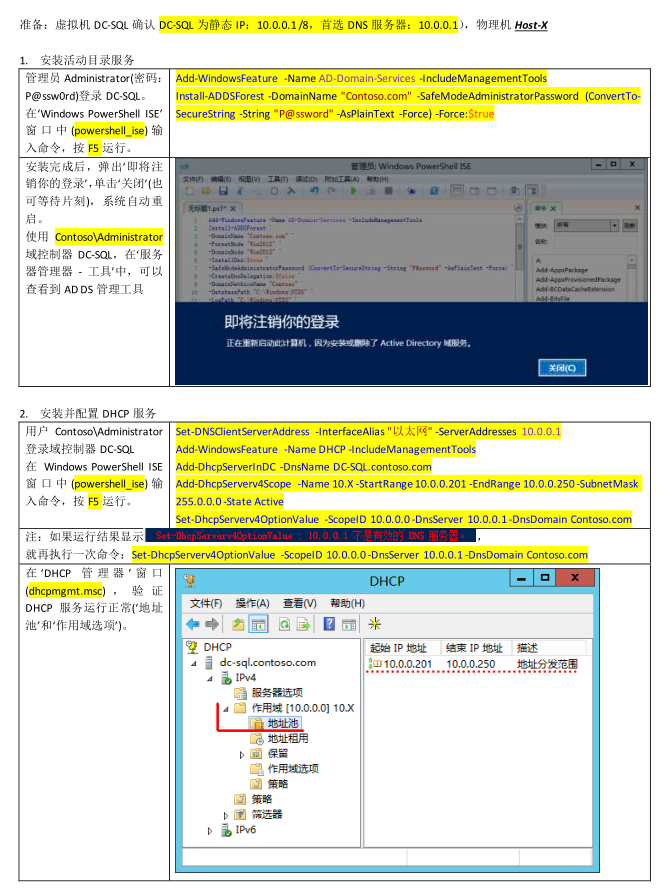 准备：虚拟机 DC-SQL 确认 DC-SQL 为静态 IP：10.0.0.1/8，首选 DNS 服务器：10.0.0.1），物理机 Host-X
1. 安装活动目录服务
管理员 Administrator(密码：
P@ssw0rd)登录 DC-SQL。
在‘Windows PowerShell ISE’
窗口中(powershell_ise)输
入命令，按 F5 运行。
Add-WindowsFeature -Name AD-Domain-Services -IncludeManagementTools
Install-ADDSForest -DomainName "Contoso.com" -SafeModeAdministratorPassword (ConvertTo-
SecureString -String "P@ssword" -AsPlainText -Force) -Force:$true
安装完成后，弹出‘即将注
销你的登录’,单击‘关闭’(也
可等待片刻)，系统自动重
启。
使用 Contoso\Administrator
域控制器 DC-SQL，在‘服务
器管理器 - 工具’中，可以
查看到 AD DS 管理工具
管理员: Windows PowerShell ISE
文件(F) 编辑(E) 视图(V) 工具(T) 调试(D) 附加工具(A) 帮助(H)
无标题1.ps1* X
命令 X
1 Add-WindowsFeature -Name AD-Domain-Services -IncludeManagementTools
2 Install-ADDSForest `
3 -DomainName "Contoso.com" `
4 -ForestMode "Win2012" `
5 -DomainMode "Win2012" `
6 -InstallDns:$true `
7 -SafeModeAdministratorPassword (ConvertTo-SecureString -String "P@ssword" -AsPlainText -Force) `
8 -CreateDnsDelegation:$false `
9 -DomainNetbiosName "Contoso" `
10 -DatabasePath "C:\Windows\NTDS" `
11 -LogPath "C:\Windows\NTDS" `
模块: 所有 刷新
名称:
A:
Add-AppxPackage
Add-AppxProvisionedPackage
Add-BCDataCacheExtension
Add-BitsFile
即将注销你的登录
正在重新启动此计算机，因为安装或删除了 Active Directory 域服务。
关闭(C)
2. 安装并配置 DHCP 服务
用户 Contoso\Administrator
登录域控制器 DC-SQL
在 Windows PowerShell ISE
窗口中(powershell_ise)输
入命令，按 F5 运行。
Set-DNSClientServerAddress -InterfaceAlias "以太网" -ServerAddresses 10.0.0.1
Add-WindowsFeature -Name DHCP -IncludeManagementTools
Add-DhcpServerInDC -DnsName DC-SQL.contoso.com
Add-DhcpServerv4Scope -Name 10.X -StartRange 10.0.0.201 -EndRange 10.0.0.250 -SubnetMask
255.0.0.0 -State Active
Set-DhcpServerv4OptionValue -ScopeID 10.0.0.0 -DnsServer 10.0.0.1 -DnsDomain Contoso.com
注：如果运行结果显示 Set-DhcpServerv4OptionValue : 10.0.0.1 不是有效的 DNS 服务器。，
就再执行一次命令：Set-DhpServerv4OptionValue -ScopeID 10.0.0.0 -DnsServer 10.0.0.1 -DnsDomain Contoso.com
在‘DHCP 管理器’窗口
(dhcpmgmt.msc)，验证
DHCP 服务运行正常(‘地址
池’和‘作用域选项’)。
DHCP
文件(F) 操作(A) 查看(V) 帮助(H)
DHCP
dc-sql.contoso.com
IPv4
服务器选项
作用域 [10.0.0.0] 10.X
地址池
地址租用
保留
作用域选项
策略
策略
筛选器
IPv6
起始 IP 地址 结束 IP 地址 描述
10.0.0.201 10.0.0.250 地址分发范围